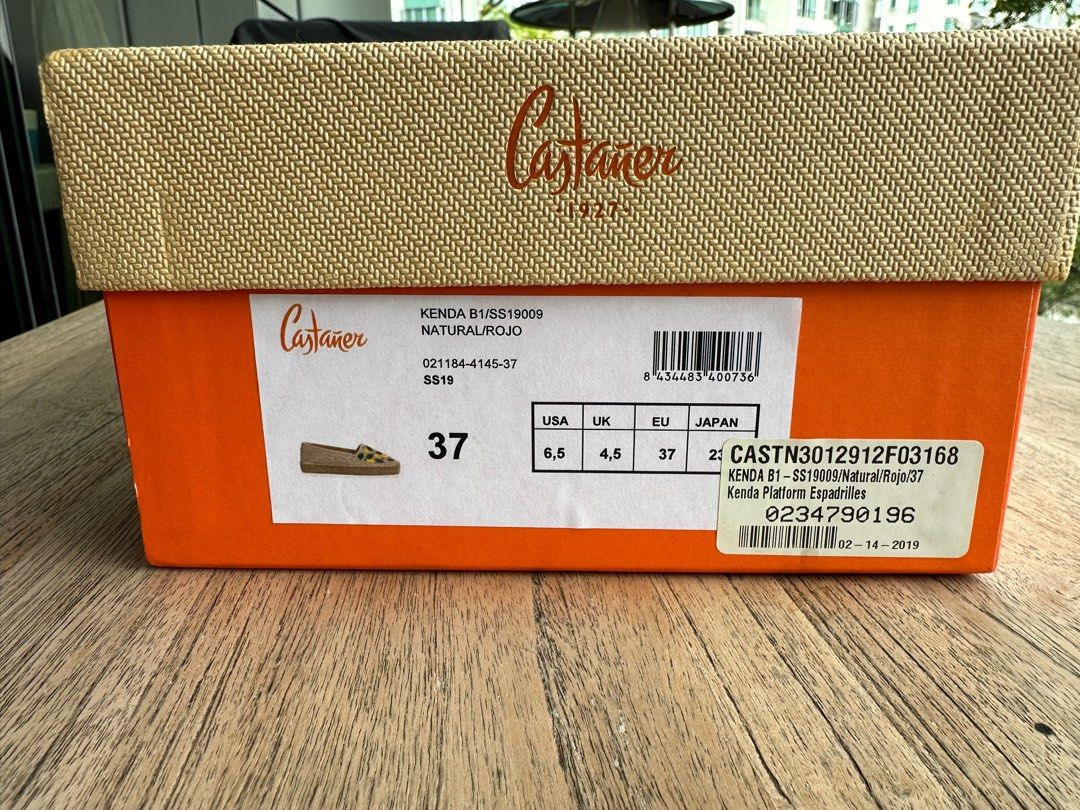 Castañer
·1927·
Castañer
KENDA B1/SS19009
NATURAL/ROJO
021184-4145-37
SS19
8 434483 400736
37
USA UK EU JAPAN
6,5 4,5 37
CASTN3012912F03168
KENDA B1-SS19009/Natural/Rojo/37
Kenda Platform Espadrilles
0234790196
02-14-2019